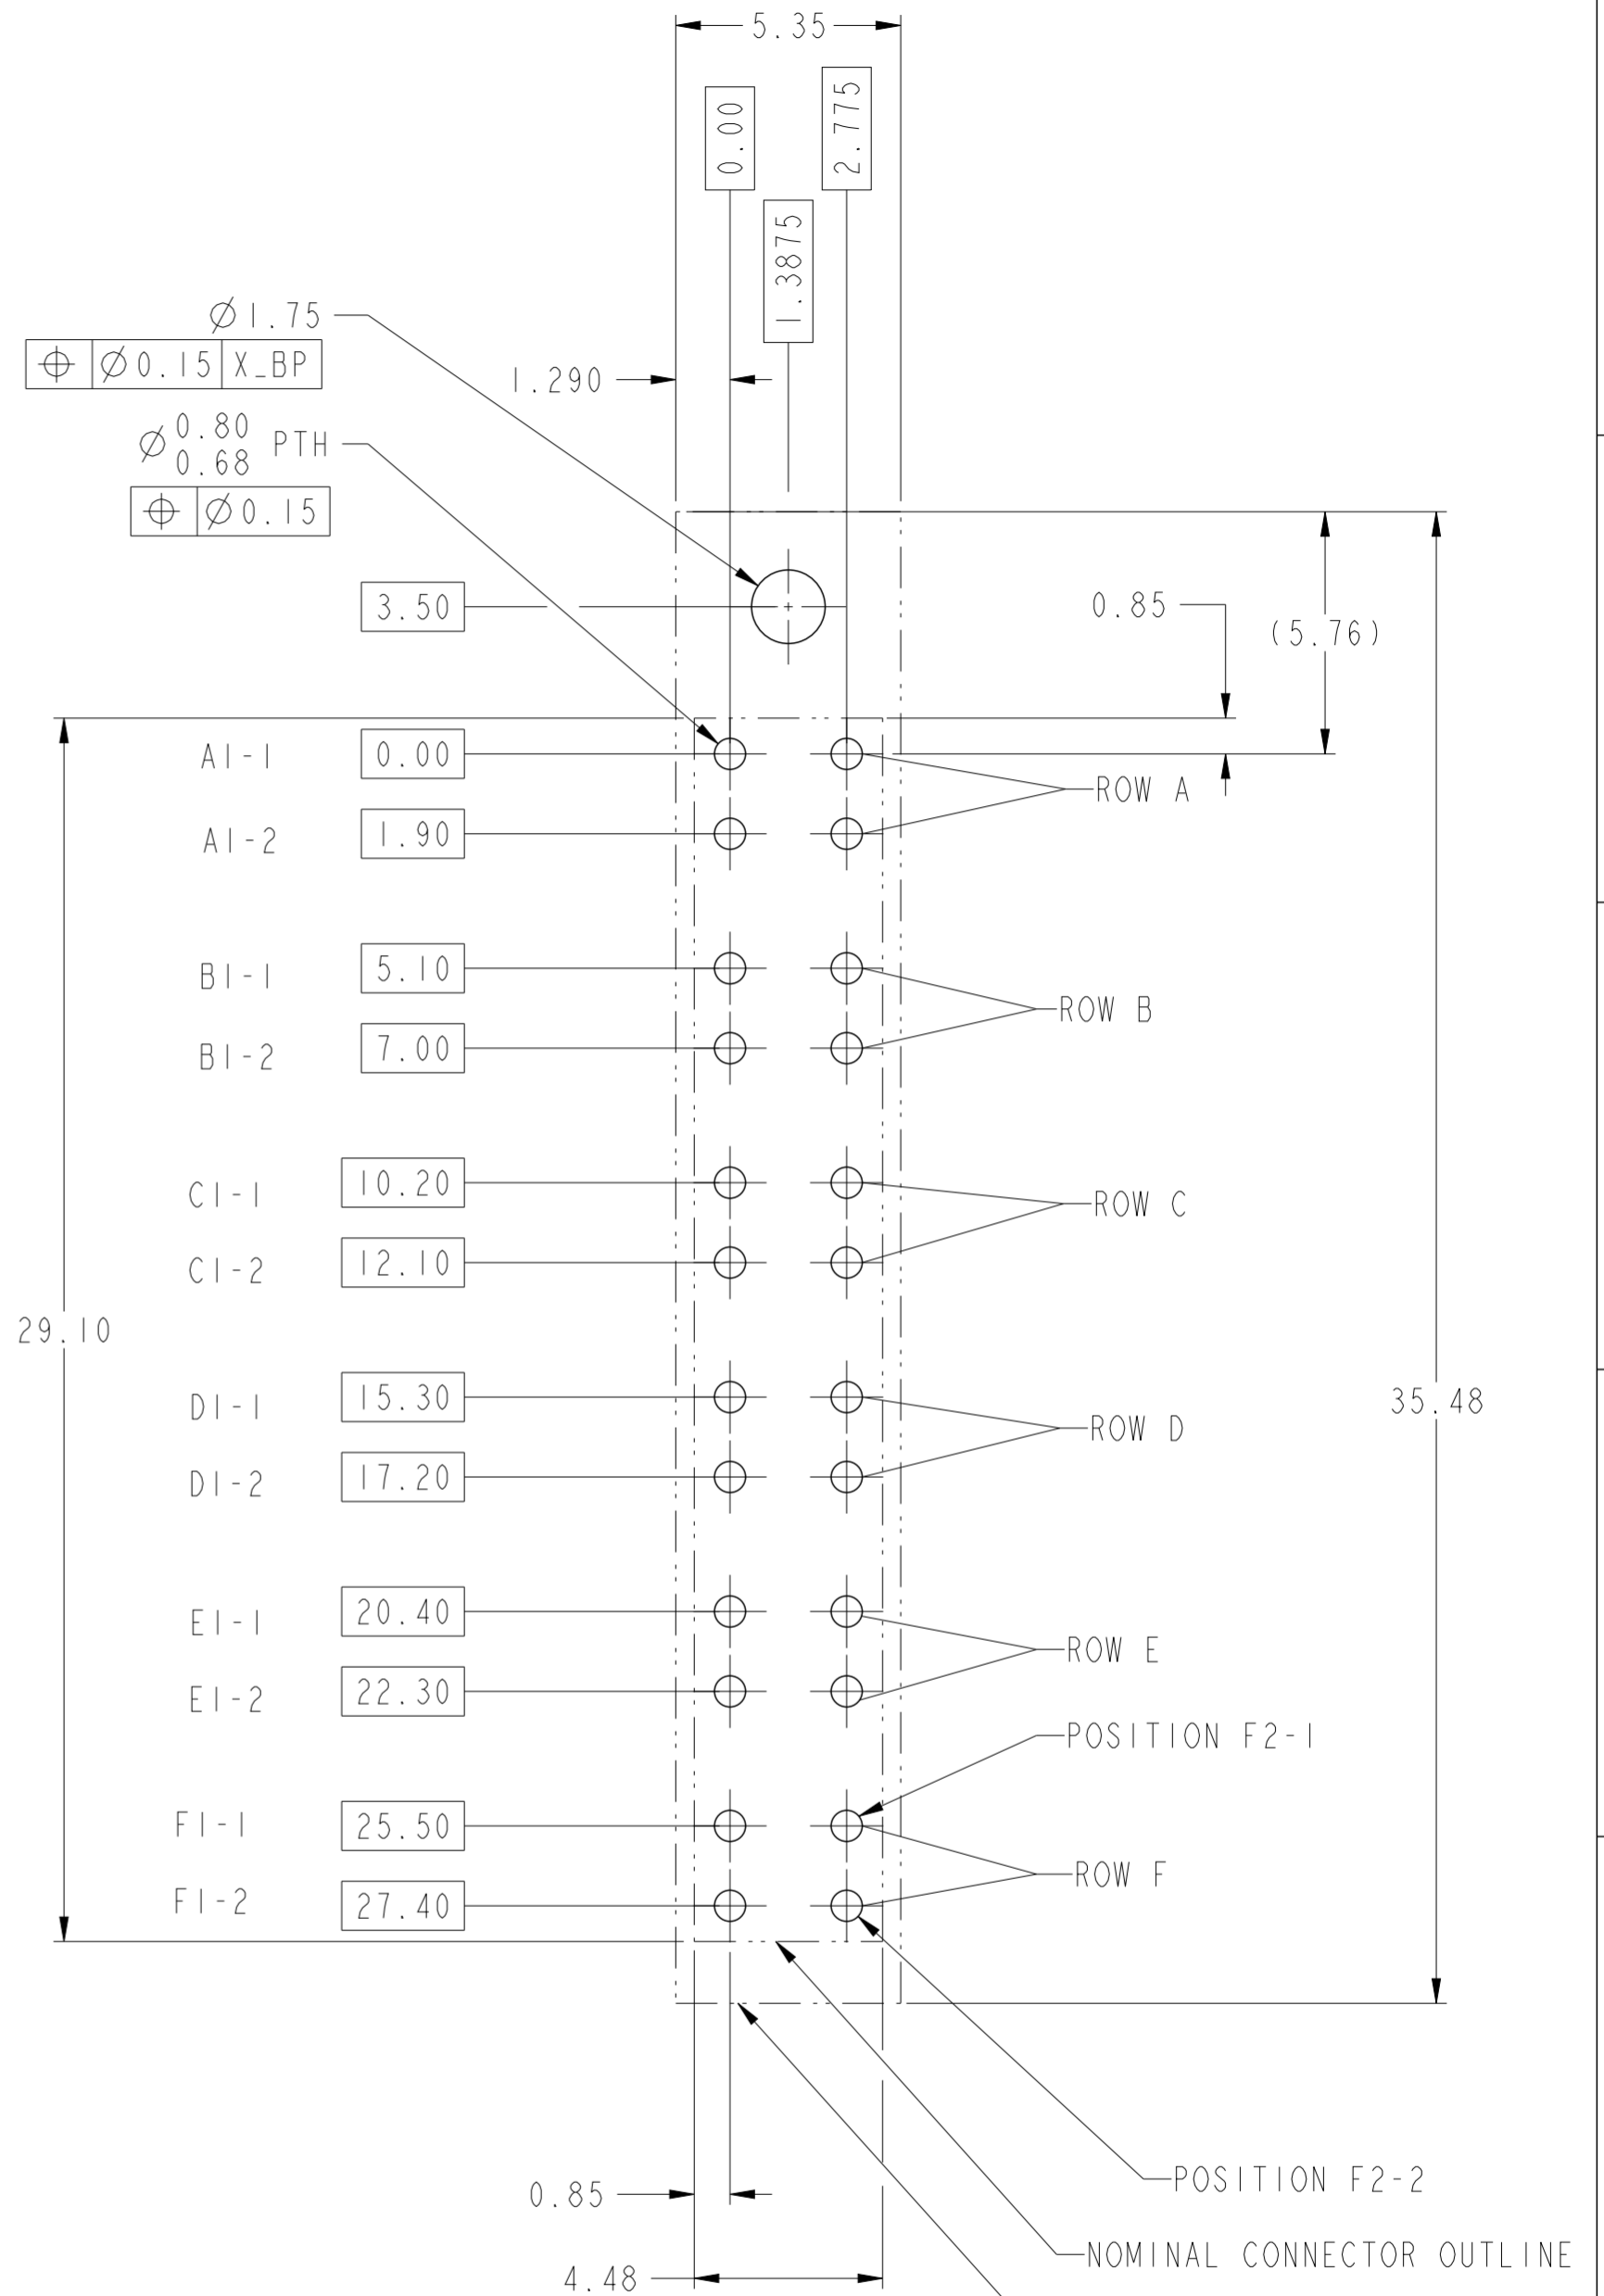 5.35
0.00
2.775
1.3875
Ø1.75
⌖ Ø0.15 X_BP
1.290
Ø 0.80 PTH
0.68
⌖ Ø0.15
3.50
0.85
(5.76)
A1-1 0.00
ROW A
A1-2 1.90
B1-1 5.10
ROW B
B1-2 7.00
C1-1 10.20
ROW C
C1-2 12.10
29.10
D1-1 15.30
35.48
ROW D
D1-2 17.20
E1-1 20.40
ROW E
E1-2 22.30
POSITION F2-1
F1-1 25.50
ROW F
F1-2 27.40
POSITION F2-2
0.85
NOMINAL CONNECTOR OUTLINE
4.48